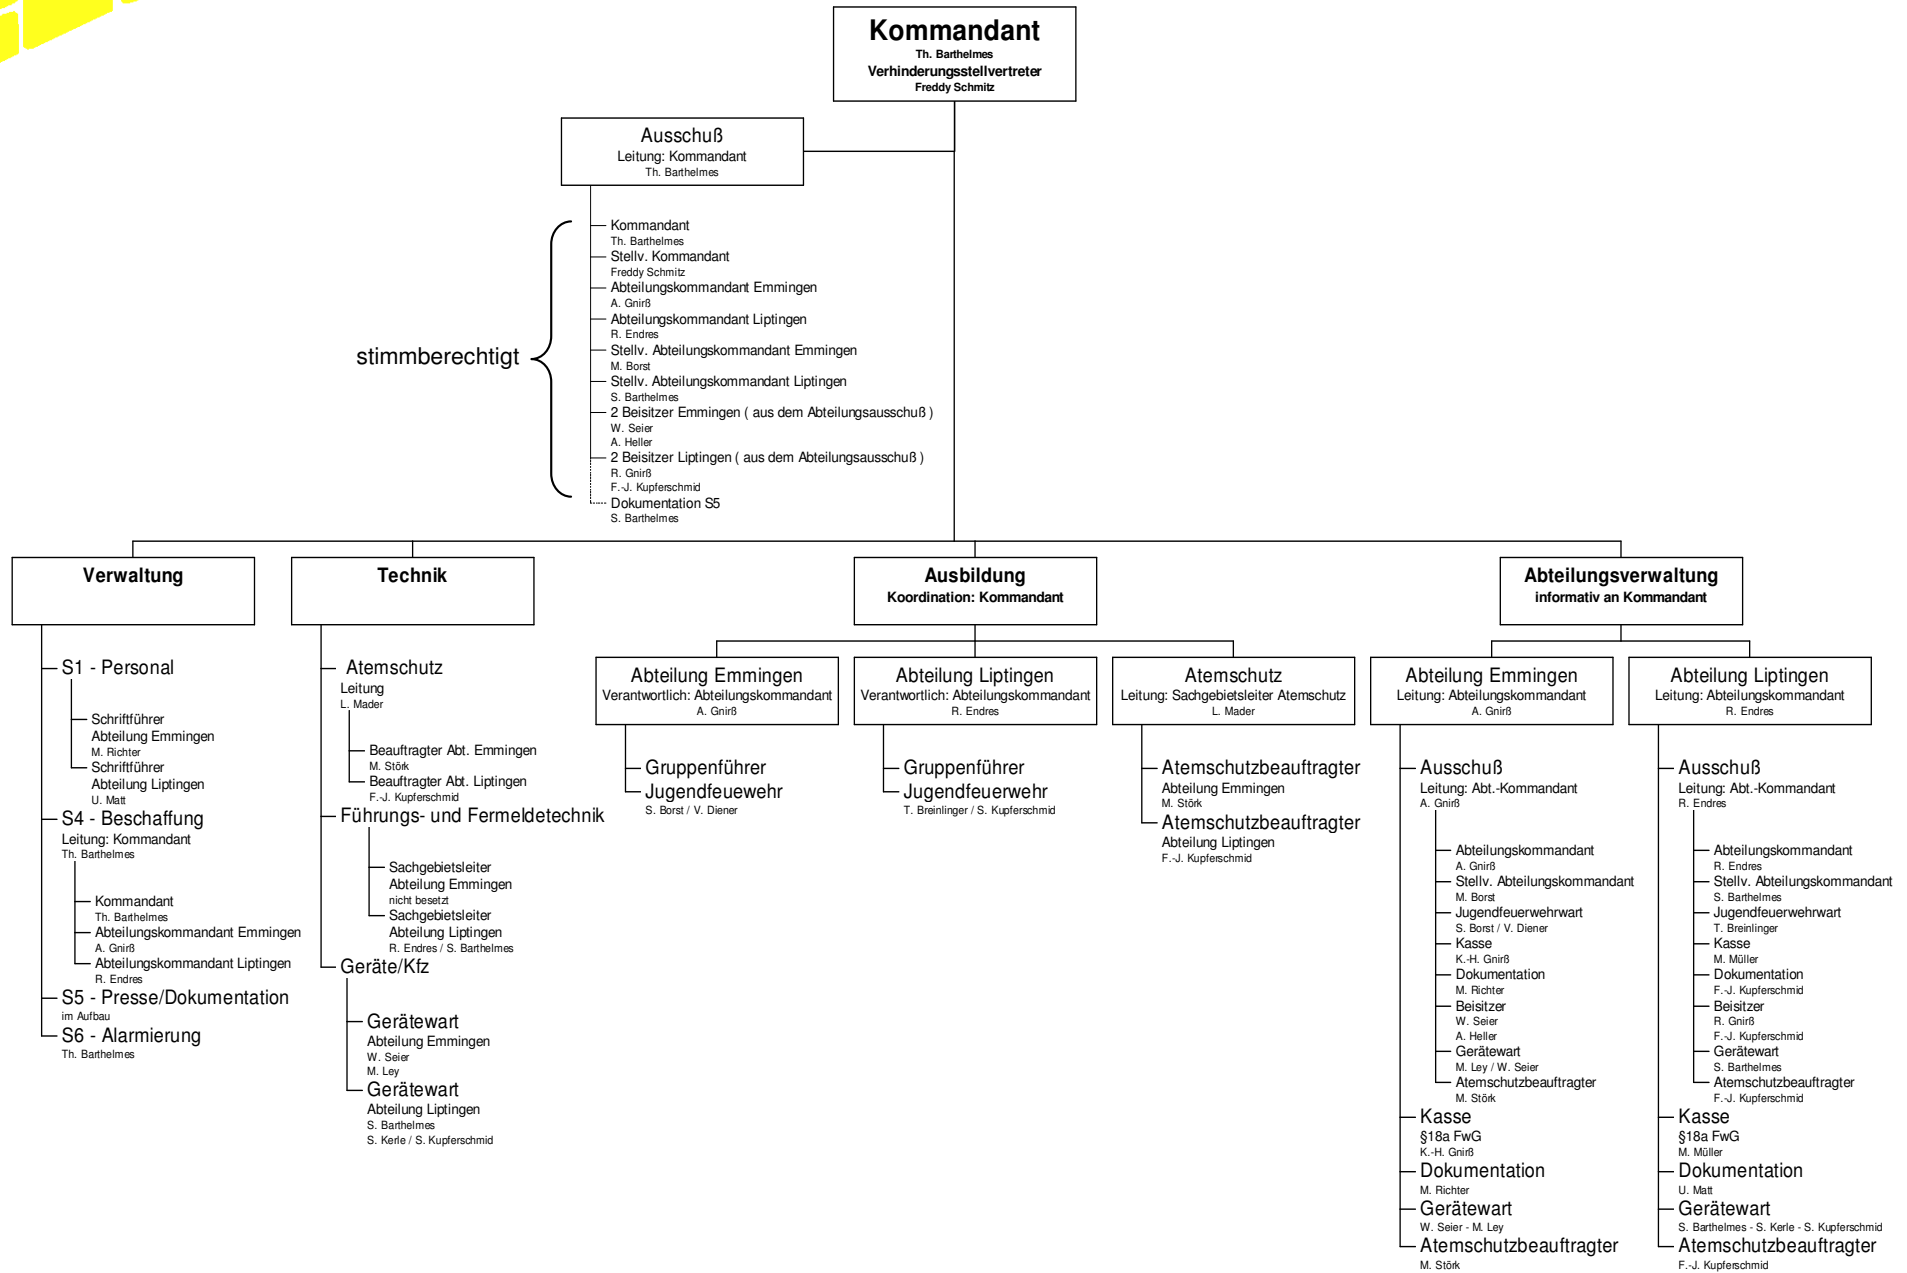 Kommandant
Th. Barthelmes
Verhinderungsstellvertreter
Freddy Schmitz
Ausschuß
Leitung: Kommandant
Th. Barthelmes
stimmberechtigt
Kommandant
Th. Barthelmes
Stellv. Kommandant
Freddy Schmitz
Abteilungskommandant Emmingen
A. Gnirß
Abteilungskommandant Liptingen
R. Endres
Stellv. Abteilungskommandant Emmingen
M. Borst
Stellv. Abteilungskommandant Liptingen
S. Barthelmes
2 Beisitzer Emmingen ( aus dem Abteilungsausschuß )
W. Seier
A. Heller
2 Beisitzer Liptingen ( aus dem Abteilungsausschuß )
R. Gnirß
F.-J. Kupferschmid
Dokumentation S5
S. Barthelmes
Verwaltung
S1 - Personal
Schriftführer
Abteilung Emmingen
M. Richter
Schriftführer
Abteilung Liptingen
U. Matt
S4 - Beschaffung
Leitung: Kommandant
Th. Barthelmes
Kommandant
Th. Barthelmes
Abteilungskommandant Emmingen
A. Gnirß
Abteilungskommandant Liptingen
R. Endres
S5 - Presse/Dokumentation
im Aufbau
S6 - Alarmierung
Th. Barthelmes
Technik
Atemschutz
Leitung
L. Mader
Beauftragter Abt. Emmingen
M. Störk
Beauftragter Abt. Liptingen
F.-J. Kupferschmid
Führungs- und Fermeldetechnik
Sachgebietsleiter
Abteilung Emmingen
nicht besetzt
Sachgebietsleiter
Abteilung Liptingen
R. Endres / S. Barthelmes
Geräte/Kfz
Gerätewart
Abteilung Emmingen
W. Seier
M. Ley
Gerätewart
Abteilung Liptingen
S. Barthelmes
S. Kerle / S. Kupferschmid
Ausbildung
Koordination: Kommandant
Abteilung Emmingen
Verantwortlich: Abteilungskommandant
A. Gnirß
Gruppenführer
Jugendfeuewehr
S. Borst / V. Diener
Abteilung Liptingen
Verantwortlich: Abteilungskommandant
R. Endres
Gruppenführer
Jugendfeuerwehr
T. Breinlinger / S. Kupferschmid
Atemschutz
Leitung: Sachgebietsleiter Atemschutz
L. Mader
Atemschutzbeauftragter
Abteilung Emmingen
M. Störk
Atemschutzbeauftragter
Abteilung Liptingen
F.-J. Kupferschmid
Abteilungsverwaltung
informativ an Kommandant
Abteilung Emmingen
Leitung: Abteilungskommandant
A. Gnirß
Ausschuß
Leitung: Abt.-Kommandant
A. Gnirß
Abteilungskommandant
A. Gnirß
Stellv. Abteilungskommandant
M. Borst
Jugendfeuerwehrwart
S. Borst / V. Diener
Kasse
K.-H. Gnirß
Dokumentation
M. Richter
Beisitzer
W. Seier
A. Heller
Gerätewart
M. Ley / W. Seier
Atemschutzbeauftragter
M. Störk
Kasse
§18a FwG
K.-H. Gnirß
Dokumentation
M. Richter
Gerätewart
W. Seier - M. Ley
Atemschutzbeauftragter
M. Störk
Abteilung Liptingen
Leitung: Abteilungskommandant
R. Endres
Ausschuß
Leitung: Abt.-Kommandant
R. Endres
Abteilungskommandant
R. Endres
Stellv. Abteilungskommandant
S. Barthelmes
Jugendfeuerwehrwart
T. Breinlinger
Kasse
M. Müller
Dokumentation
F.-J. Kupferschmid
Beisitzer
R. Gnirß
F.-J. Kupferschmid
Gerätewart
S. Barthelmes
Atemschutzbeauftragter
F.-J. Kupferschmid
Kasse
§18a FwG
M. Müller
Dokumentation
U. Matt
Gerätewart
S. Barthelmes - S. Kerle - S. Kupferschmid
Atemschutzbeauftragter
F.-J. Kupferschmid